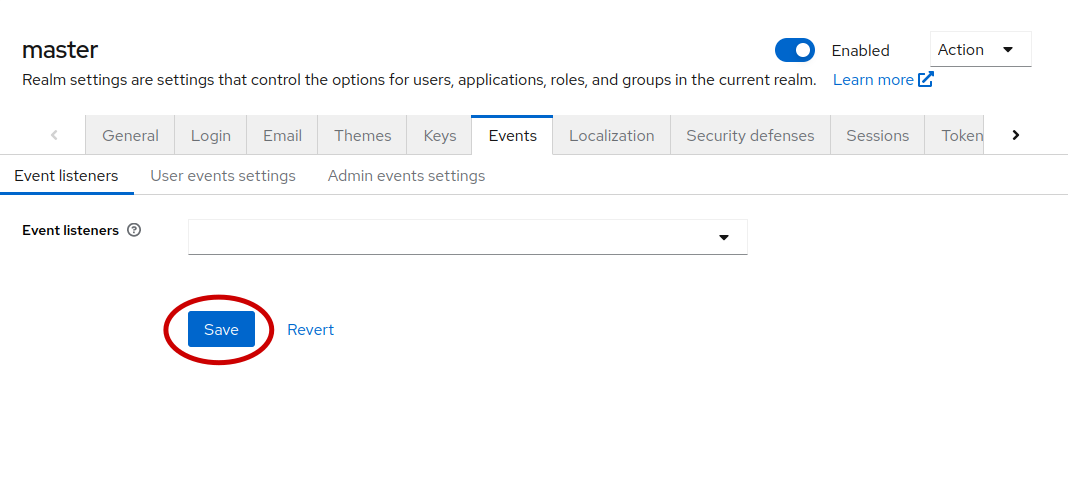 master
Enabled
Action
Realm settings are settings that control the options for users, applications, roles, and groups in the current realm. Learn more
General Login Email Themes Keys Events Localization Security defenses Sessions Token
Event listeners User events settings Admin events settings
Event listeners
Save Revert